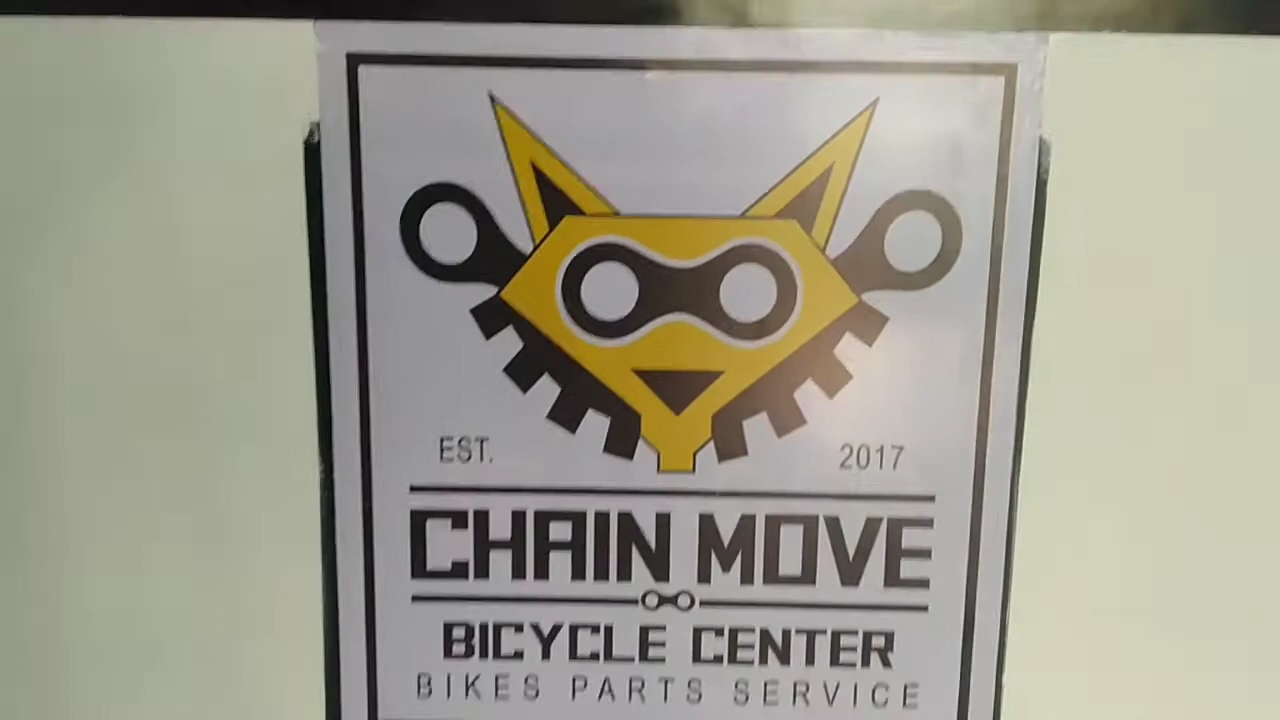 EST. 2017
CHAIN MOVE
BICYCLE CENTER
BIKES PARTS SERVICE